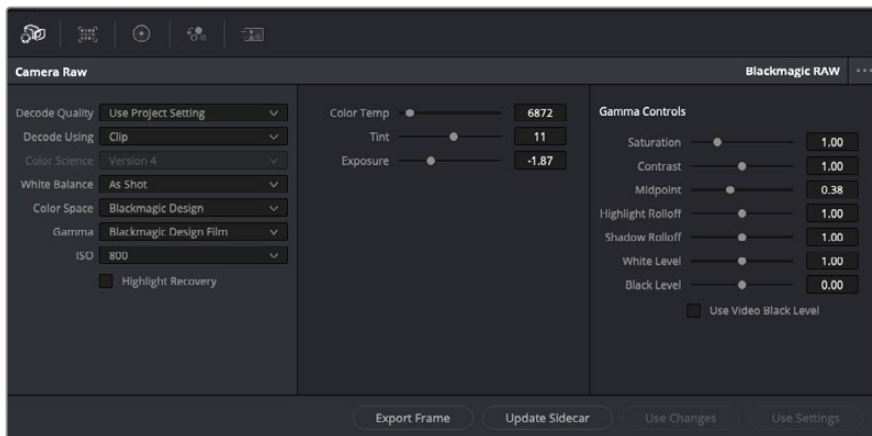 Camera Raw
Blackmagic RAW
Decode Quality Use Project Setting
Decode Using Clip
Color Science Version 4
White Balance As Shot
Color Space Blackmagic Design
Gamma Blackmagic Design Film
ISO 800
Highlight Recovery
Color Temp 6872
Tint 11
Exposure -1.87
Gamma Controls
Saturation 1.00
Contrast 1.00
Midpoint 0.38
Highlight Rolloff 1.00
Shadow Rolloff 1.00
White Level 1.00
Black Level 0.00
Use Video Black Level
Export Frame
Update Sidecar
Use Changes
Use Settings